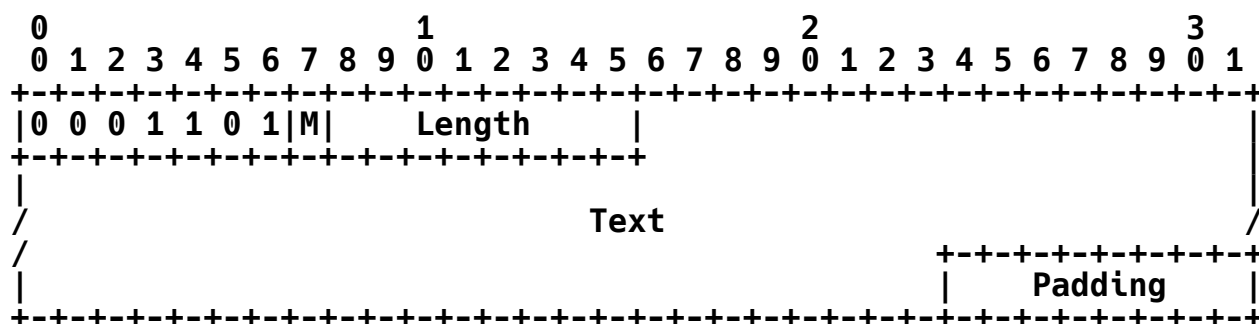 0                   1                   2                   3
 0 1 2 3 4 5 6 7 8 9 0 1 2 3 4 5 6 7 8 9 0 1 2 3 4 5 6 7 8 9 0 1
+-+-+-+-+-+-+-+-+-+-+-+-+-+-+-+-+-+-+-+-+-+-+-+-+-+-+-+-+-+-+-+-+
|0 0 0 1 1 0 1|M|    Length     |                               |
+-+-+-+-+-+-+-+-+-+-+-+-+-+-+-+-+                               |
|                                                               |
/                             Text                              /
/                                               +-+-+-+-+-+-+-+-+
|                                               |    Padding    |
+-+-+-+-+-+-+-+-+-+-+-+-+-+-+-+-+-+-+-+-+-+-+-+-+-+-+-+-+-+-+-+-+